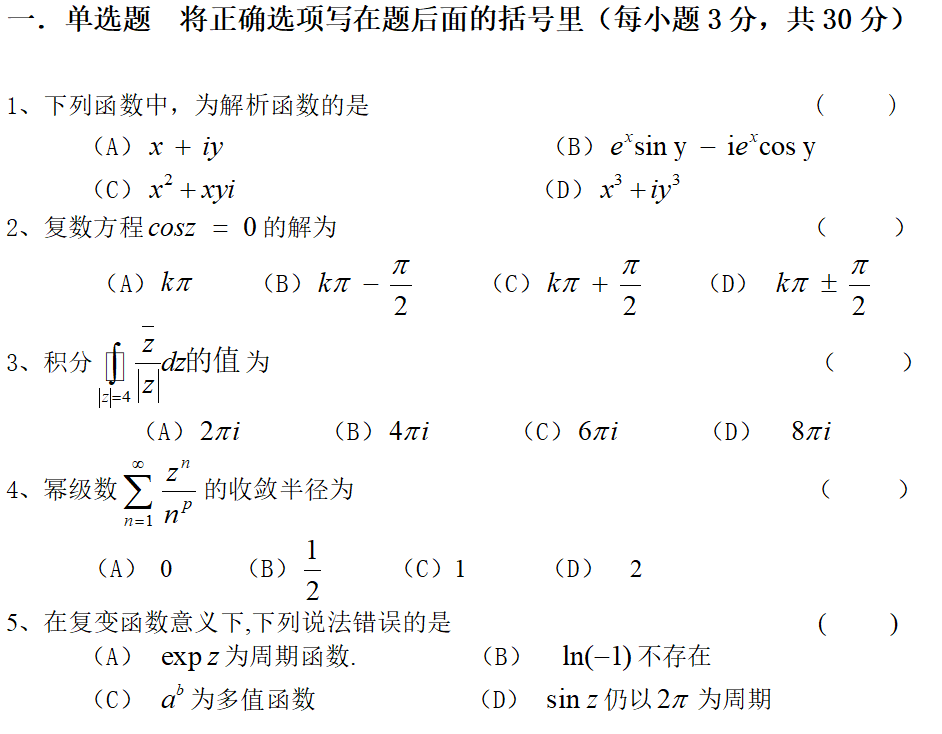 一．单选题 将正确选项写在题后面的括号里（每小题 3 分，共 30 分）
1、下列函数中，为解析函数的是 ( )
（A） x + iy （B） e^x sin y − ie^x cos y
（C） x² + xyi （D） x³ + iy³
2、复数方程 cosz = 0 的解为 ( )
（A） kπ （B） kπ − π/2 （C） kπ + π/2 （D） kπ ± π/2
3、积分 ∮_{|z|=4} z̅/|z| dz的值 为 ( )
（A） 2πi （B） 4πi （C） 6πi （D） 8πi
4、幂级数 ∑_{n=1}^{∞} z^n/n^p 的收敛半径为 ( )
（A） 0 （B） 1/2 （C） 1 （D） 2
5、在复变函数意义下,下列说法错误的是 ( )
（A） exp z 为周期函数. （B） ln(−1) 不存在
（C） a^b 为多值函数 （D） sin z 仍以 2π 为周期